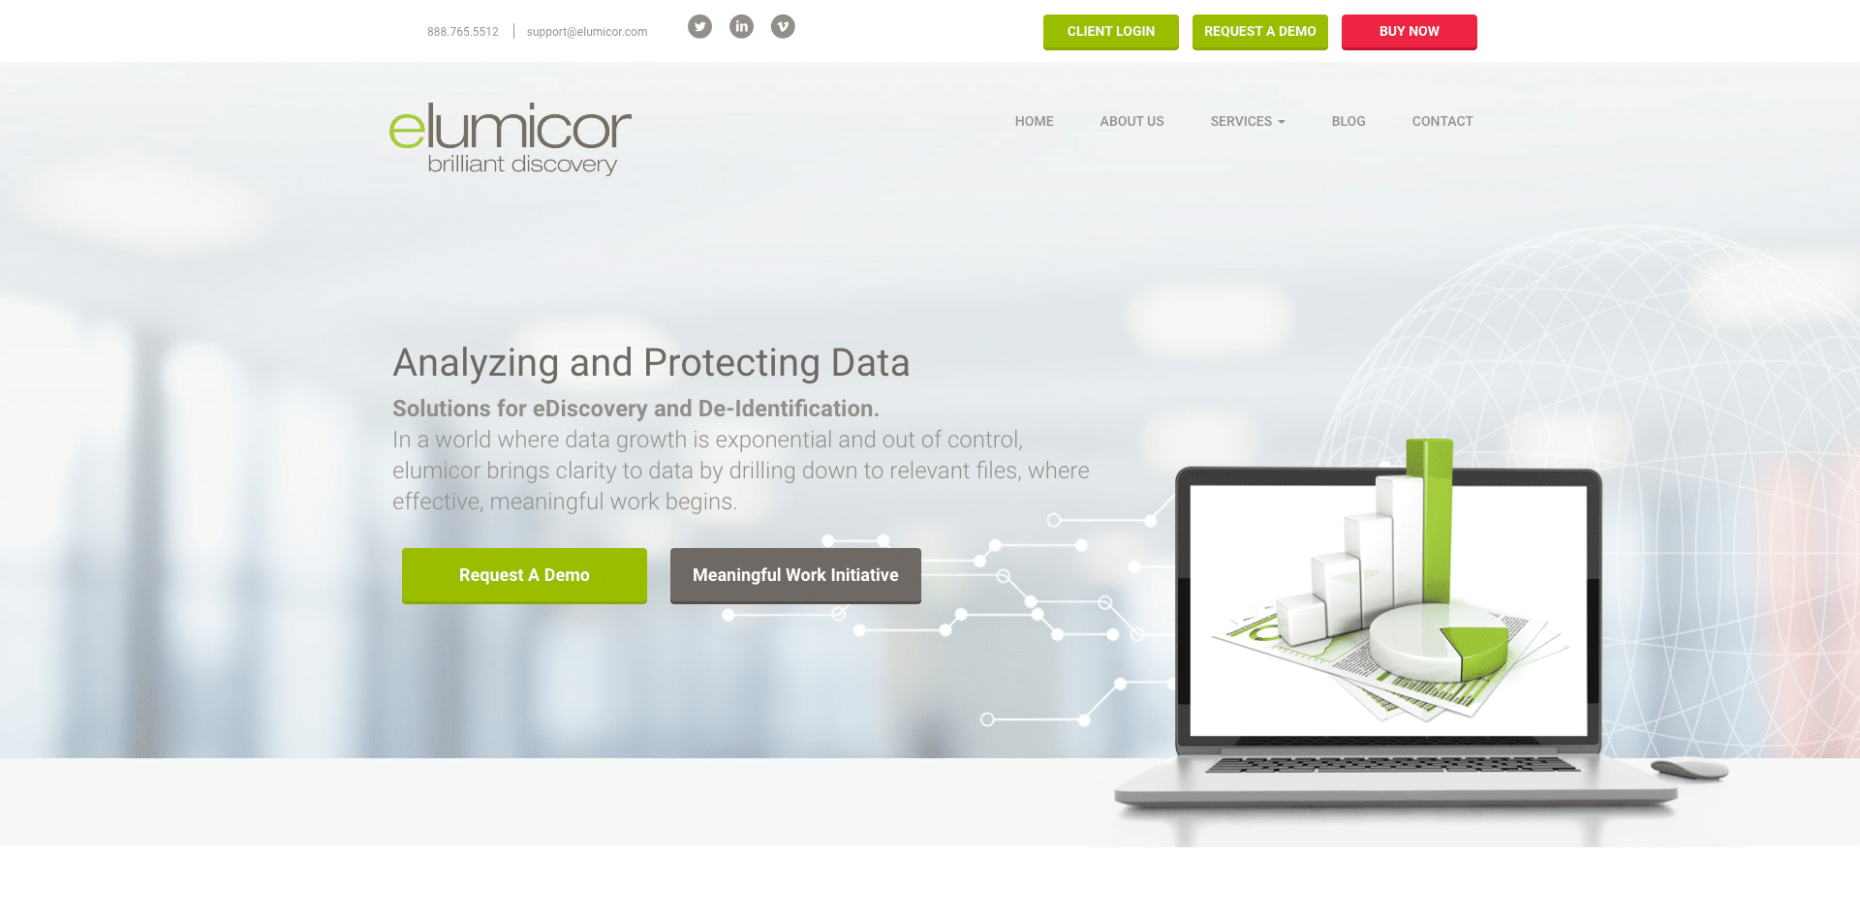 888.765.5512 | support@elumicor.com
CLIENT LOGIN
REQUEST A DEMO
BUY NOW
elumicor
brilliant discovery
HOME
ABOUT US
SERVICES
BLOG
CONTACT
Analyzing and Protecting Data
Solutions for eDiscovery and De-Identification.
In a world where data growth is exponential and out of control,
elumicor brings clarity to data by drilling down to relevant files, where
effective, meaningful work begins.
Request A Demo
Meaningful Work Initiative